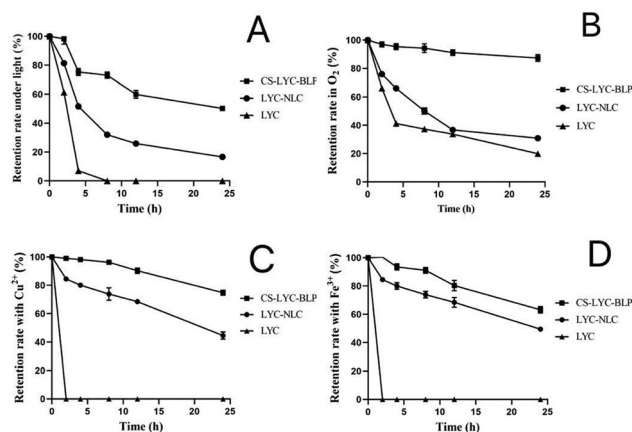 A
Retention rate under light (%)
100
80
60
40
20
0
0 5 10 15 20 25
Time (h)
CS-LYC-BLP
LYC-NLC
LYC
B
Retention rate in O₂ (%)
100
80
60
40
20
0
0 5 10 15 20 25
Time (h)
CS-LYC-BLP
LYC-NLC
LYC
C
Retention rate with Cu²⁺ (%)
100
80
60
40
20
0
0 5 10 15 20 25
Time (h)
CS-LYC-BLP
LYC-NLC
LYC
D
Retention rate with Fe³⁺ (%)
100
80
60
40
20
0
0 5 10 15 20 25
Time (h)
CS-LYC-BLP
LYC-NLC
LYC